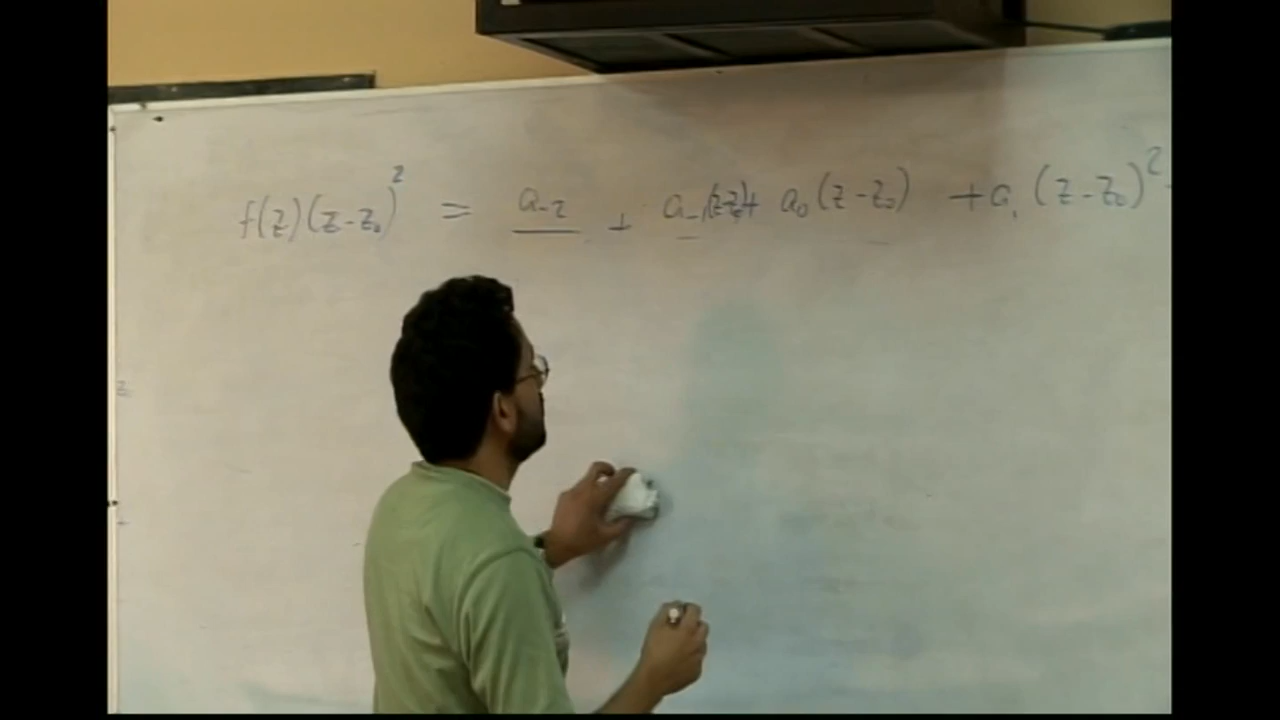 f(z)(z-z₀)² = a₋₂ + a₋₁(z-z₀)+ a₀(z-z₀) + a₁(z-z₀)²